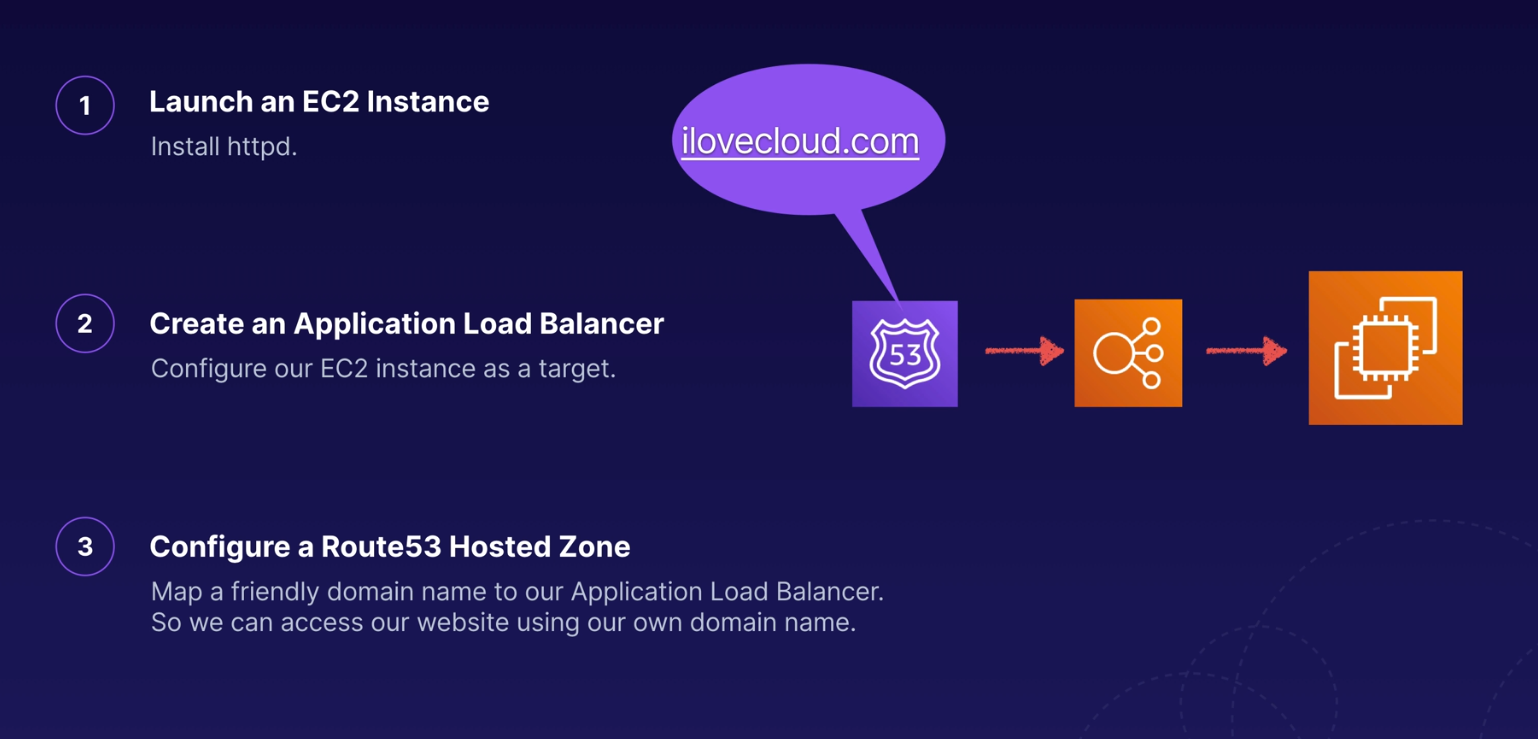 1
Launch an EC2 Instance
Install httpd.
ilovecloud.com
2
Create an Application Load Balancer
Configure our EC2 instance as a target.
53
3
Configure a Route53 Hosted Zone
Map a friendly domain name to our Application Load Balancer.
So we can access our website using our own domain name.